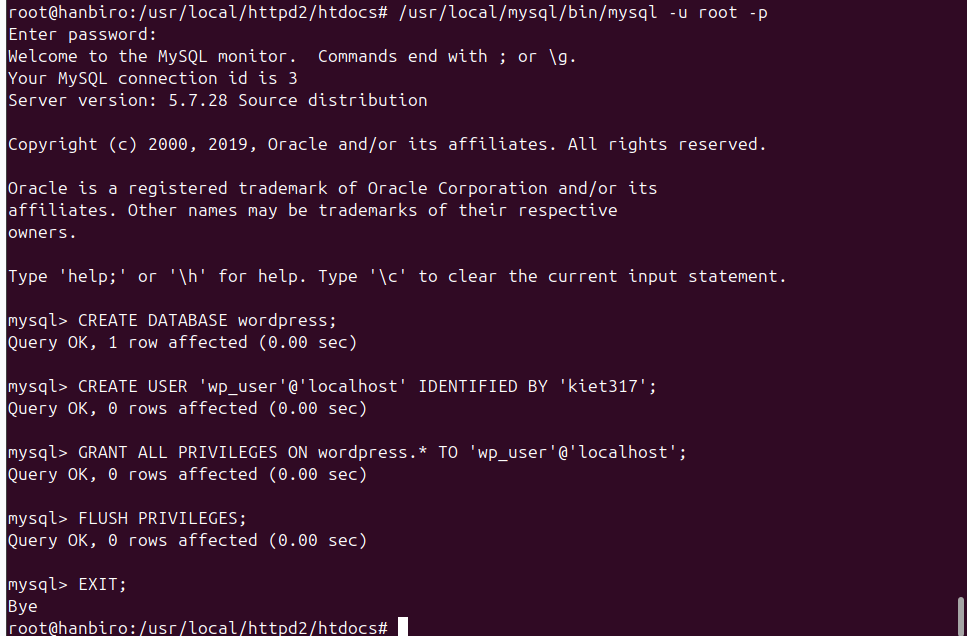 root@hanbiro:/usr/local/httpd2/htdocs# /usr/local/mysql/bin/mysql -u root -p
Enter password:
Welcome to the MySQL monitor.  Commands end with ; or \g.
Your MySQL connection id is 3
Server version: 5.7.28 Source distribution

Copyright (c) 2000, 2019, Oracle and/or its affiliates. All rights reserved.

Oracle is a registered trademark of Oracle Corporation and/or its
affiliates. Other names may be trademarks of their respective
owners.

Type 'help;' or '\h' for help. Type '\c' to clear the current input statement.

mysql> CREATE DATABASE wordpress;
Query OK, 1 row affected (0.00 sec)

mysql> CREATE USER 'wp_user'@'localhost' IDENTIFIED BY 'kiet317';
Query OK, 0 rows affected (0.00 sec)

mysql> GRANT ALL PRIVILEGES ON wordpress.* TO 'wp_user'@'localhost';
Query OK, 0 rows affected (0.00 sec)

mysql> FLUSH PRIVILEGES;
Query OK, 0 rows affected (0.00 sec)

mysql> EXIT;
Bye
root@hanbiro:/usr/local/httpd2/htdocs#